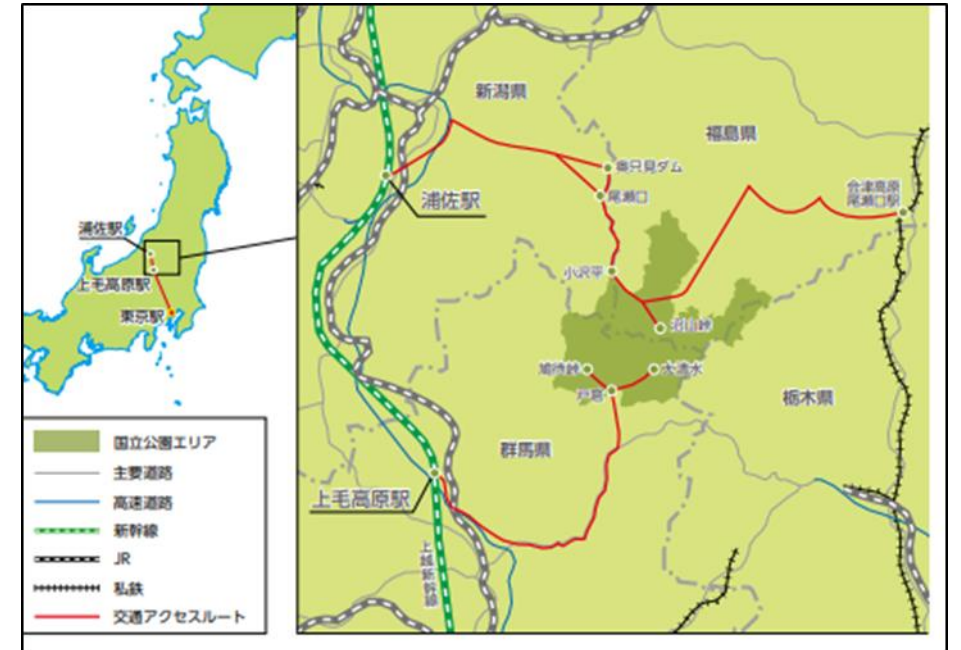 浦佐駅
上毛高原駅
東京駅
国立公園エリア
主要道路
高速道路
新幹線
JR
私鉄
交通アクセスルート
新潟県
福島県
奥只見ダム
尾瀬口
浦佐駅
会津高原
尾瀬口駅
小沢平
沼山峠
鳩待峠
大清水
戸倉
栃木県
群馬県
上毛高原駅
上越新幹線